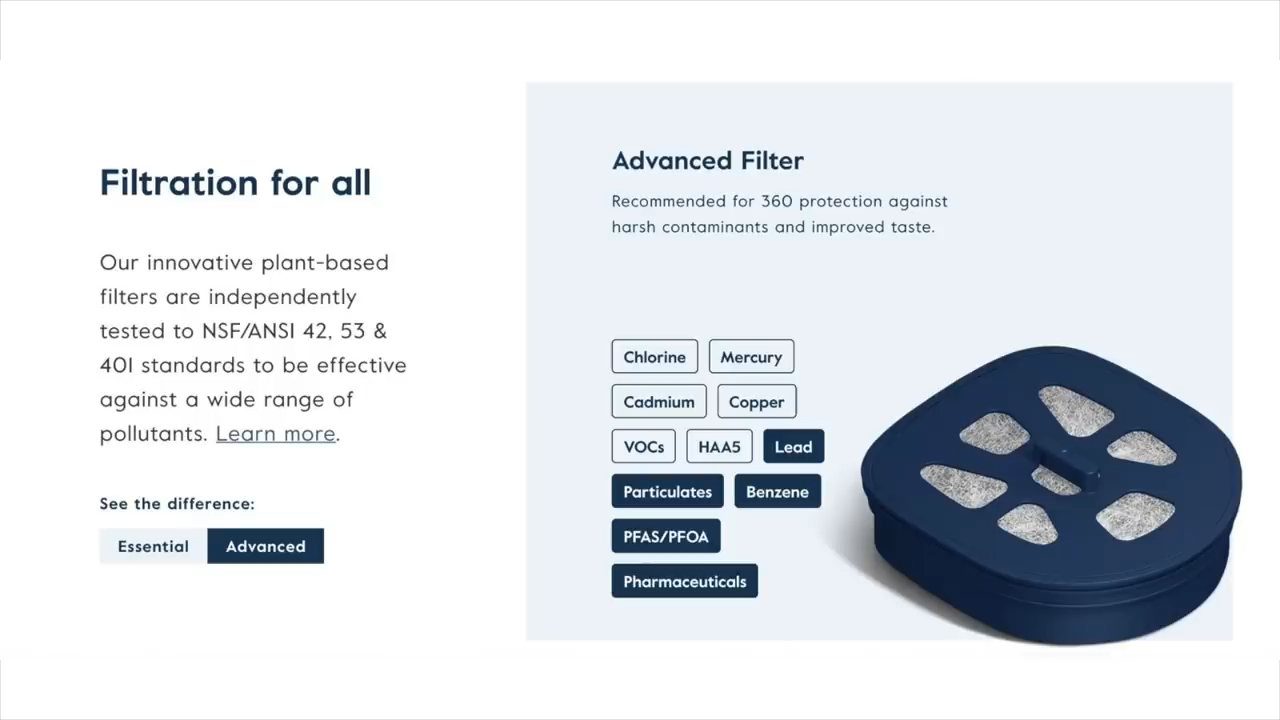 Filtration for all
Our innovative plant-based
filters are independently
tested to NSF/ANSI 42, 53 &
401 standards to be effective
against a wide range of
pollutants. Learn more.
See the difference:
Essential
Advanced
Advanced Filter
Recommended for 360 protection against
harsh contaminants and improved taste.
Chlorine
Mercury
Cadmium
Copper
VOCs
HAA5
Lead
Particulates
Benzene
PFAS/PFOA
Pharmaceuticals